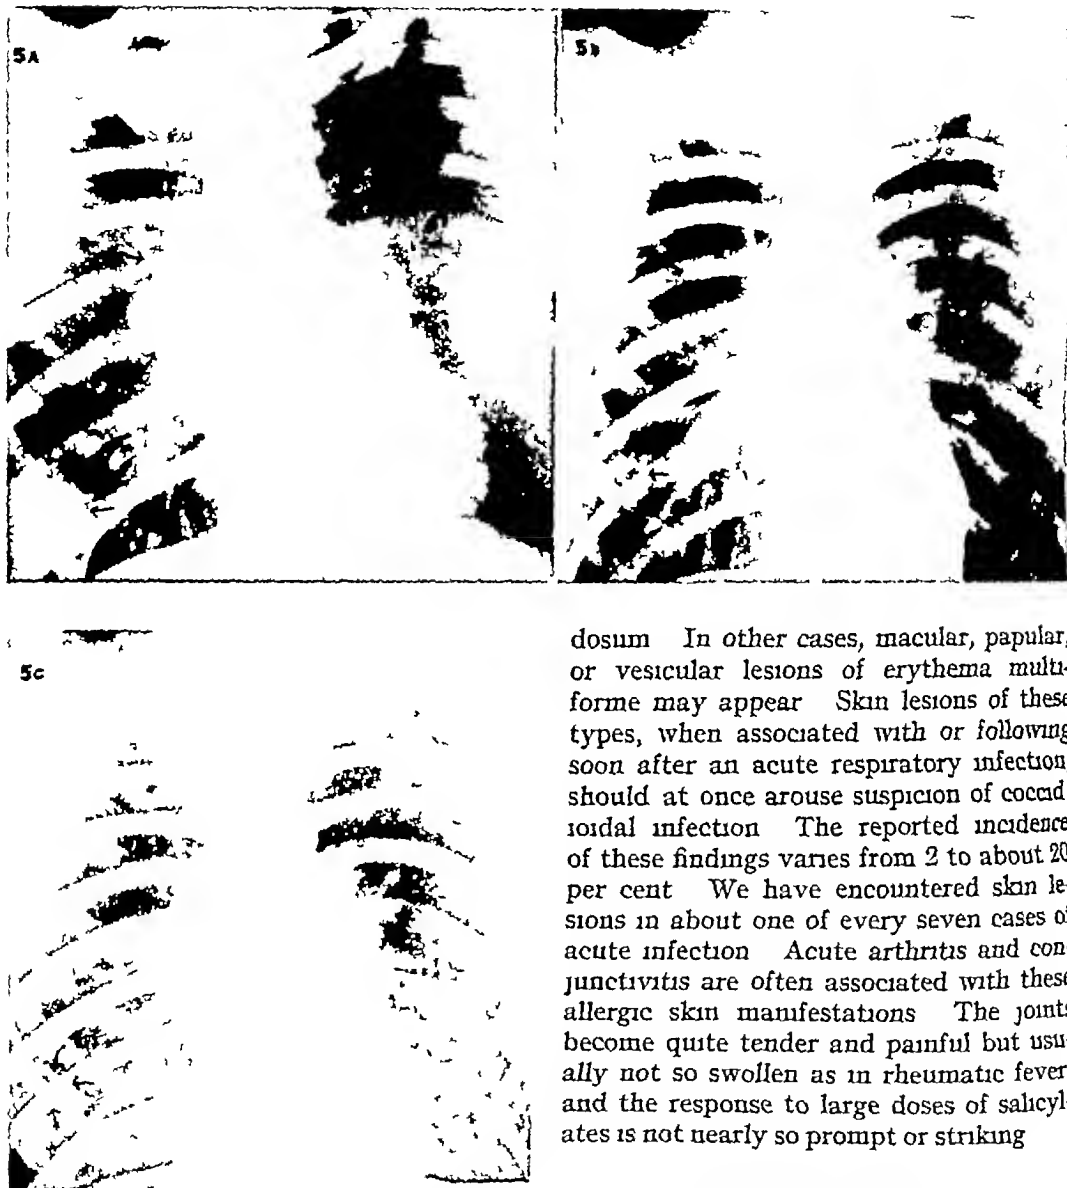 5A
5B
5C
dosum In other cases, macular, papular,
or vesicular lesions of erythema multi-
forme may appear Skin lesions of these
types, when associated with or following
soon after an acute respiratory infection
should at once arouse suspicion of coccid-
ioidal infection The reported incidence
of these findings varies from 2 to about 20
per cent We have encountered skin le-
sions in about one of every seven cases of
acute infection Acute arthritis and con-
junctivitis are often associated with these
allergic skin manifestations The joints
become quite tender and painful but usu-
ally not so swollen as in rheumatic fever
and the response to large doses of salicyl-
ates is not nearly so prompt or striking